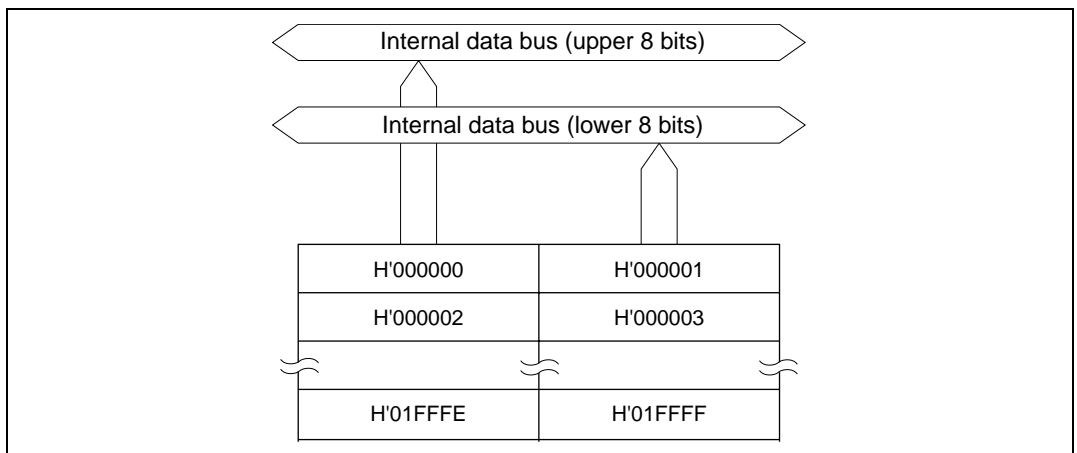 Internal data bus (upper 8 bits)
Internal data bus (lower 8 bits)
H'000000 H'000001
H'000002 H'000003
H'01FFFE H'01FFFF